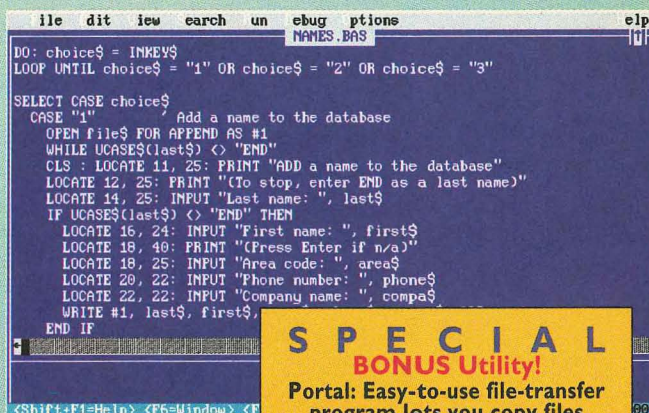 ile dit iew earch un ebug ptions elp
NAMES.BAS
DO: choice$ = INKEY$
LOOP UNTIL choice$ = "1" OR choice$ = "2" OR choice$ = "3"
SELECT CASE choice$
CASE "1" ' Add a name to the database
OPEN file$ FOR APPEND AS #1
WHILE UCASE$(last$) <> "END"
CLS : LOCATE 11, 25: PRINT "ADD a name to the database"
LOCATE 12, 25: PRINT "(To stop, enter END as a last name)"
LOCATE 14, 25: INPUT "Last name: ", last$
IF UCASE$(last$) <> "END" THEN
LOCATE 16, 24: INPUT "First name: ", first$
LOCATE 18, 40: PRINT "(Press Enter if n/a)"
LOCATE 18, 25: INPUT "Area code: ", area$
LOCATE 20, 22: INPUT "Phone number: ", phone$
LOCATE 22, 22: INPUT "Company name: ", compa$
WRITE #1, last$, first$,
END IF
SPECIAL
BONUS Utility!
Portal: Easy-to-use file-transfer
program lets you copy files
<Shift+F1=Help> <F6=Window>